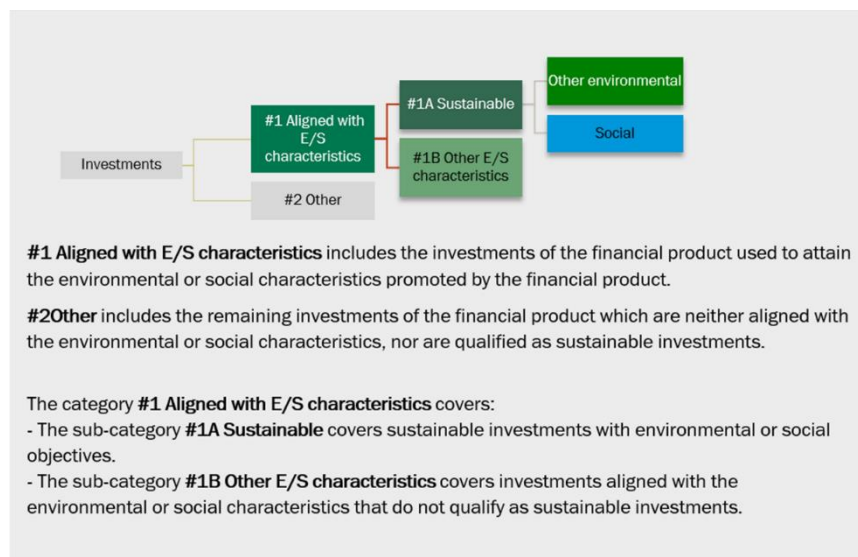 Other environmental
#1A Sustainable
#1 Aligned with
E/S
characteristics
Social
#1B Other E/S
characteristics
Investments
#2 Other
#1 Aligned with E/S characteristics includes the investments of the financial product used to attain
the environmental or social characteristics promoted by the financial product.
#2Other includes the remaining investments of the financial product which are neither aligned with
the environmental or social characteristics, nor are qualified as sustainable investments.
The category #1 Aligned with E/S characteristics covers:
- The sub-category #1A Sustainable covers sustainable investments with environmental or social
objectives.
- The sub-category #1B Other E/S characteristics covers investments aligned with the
environmental or social characteristics that do not qualify as sustainable investments.